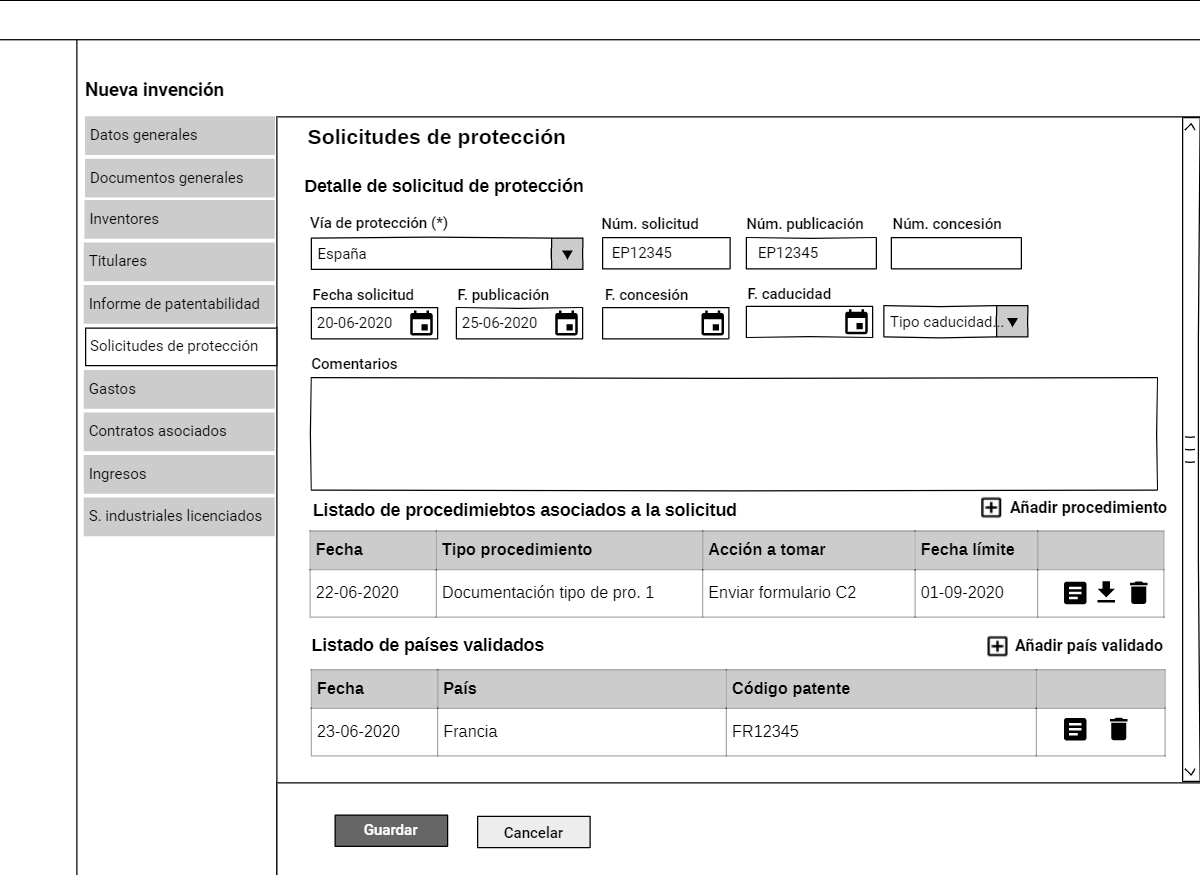 Nueva invención
Datos generales
Documentos generales
Inventores
Titulares
Informe de patentabilidad
Solicitudes de protección
Gastos
Contratos asociados
Ingresos
S. industriales licenciados
Solicitudes de protección
Detalle de solicitud de protección
Vía de protección (*) Núm. solicitud Núm. publicación Núm. concesión
España EP12345 EP12345
Fecha solicitud F. publicación F. concesión F. caducidad
20-06-2020 25-06-2020 Tipo caducidad...
Comentarios
Listado de procedimiebtos asociados a la solicitud Añadir procedimiento
Fecha Tipo procedimiento Acción a tomar Fecha límite
22-06-2020 Documentación tipo de pro. 1 Enviar formulario C2 01-09-2020
Listado de países validados Añadir país validado
Fecha País Código patente
23-06-2020 Francia FR12345
Guardar Cancelar